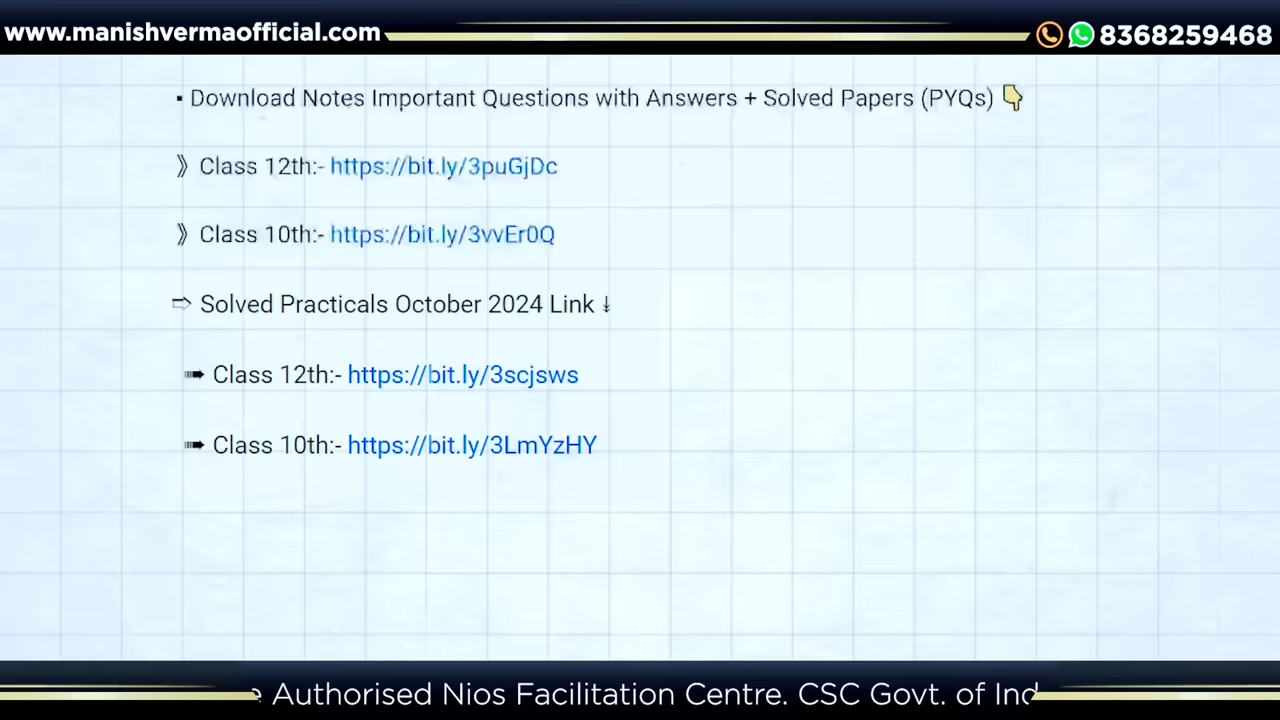 www.manishvermaofficial.com 8368259468
▪ Download Notes Important Questions with Answers + Solved Papers (PYQs) 👇
》 Class 12th:- https://bit.ly/3puGjDc
》 Class 10th:- https://bit.ly/3vvEr0Q
⇨ Solved Practicals October 2024 Link ↓
➠ Class 12th:- https://bit.ly/3scjsws
➠ Class 10th:- https://bit.ly/3LmYzHY
Authorised Nios Facilitation Centre. CSC Govt. of Ind